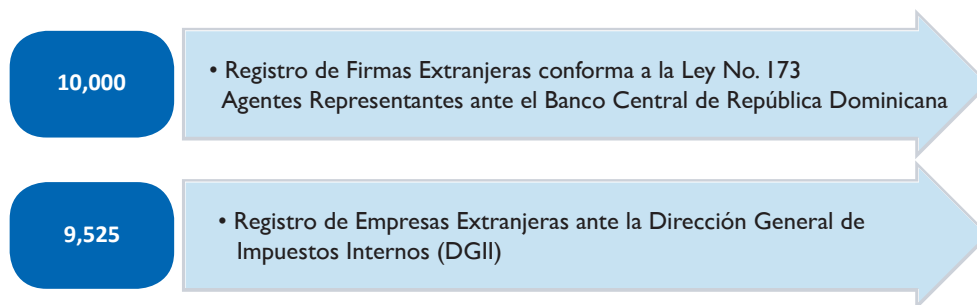 10,000
• Registro de Firmas Extranjeras conforma a la Ley No. 173
Agentes Representantes ante el Banco Central de República Dominicana
9,525
• Registro de Empresas Extranjeras ante la Dirección General de
Impuestos Internos (DGII)